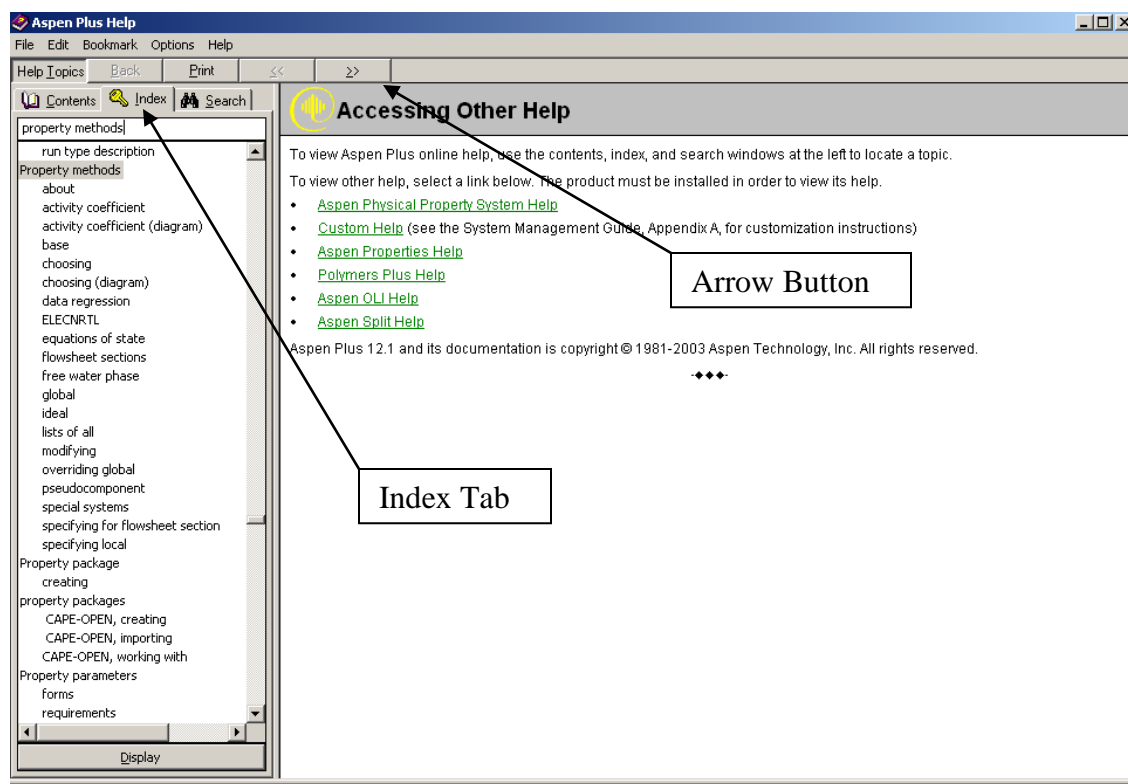 Aspen Plus Help
File Edit Bookmark Options Help
Help Topics Back Print << >>
Contents Index Search
property methods
run type description
Property methods
about
activity coefficient
activity coefficient (diagram)
base
choosing
choosing (diagram)
data regression
ELECNRTL
equations of state
flowsheet sections
free water phase
global
ideal
lists of all
modifying
overriding global
pseudocomponent
special systems
specifying for flowsheet section
specifying local
Property package
creating
property packages
CAPE-OPEN, creating
CAPE-OPEN, importing
CAPE-OPEN, working with
Property parameters
forms
requirements
Display
Accessing Other Help
To view Aspen Plus online help, use the contents, index, and search windows at the left to locate a topic.
To view other help, select a link below. The product must be installed in order to view its help.
• Aspen Physical Property System Help
• Custom Help (see the System Management Guide, Appendix A, for customization instructions)
• Aspen Properties Help
• Polymers Plus Help
• Aspen OLI Help
• Aspen Split Help
Aspen Plus 12.1 and its documentation is copyright © 1981-2003 Aspen Technology, Inc. All rights reserved.
Arrow Button
Index Tab